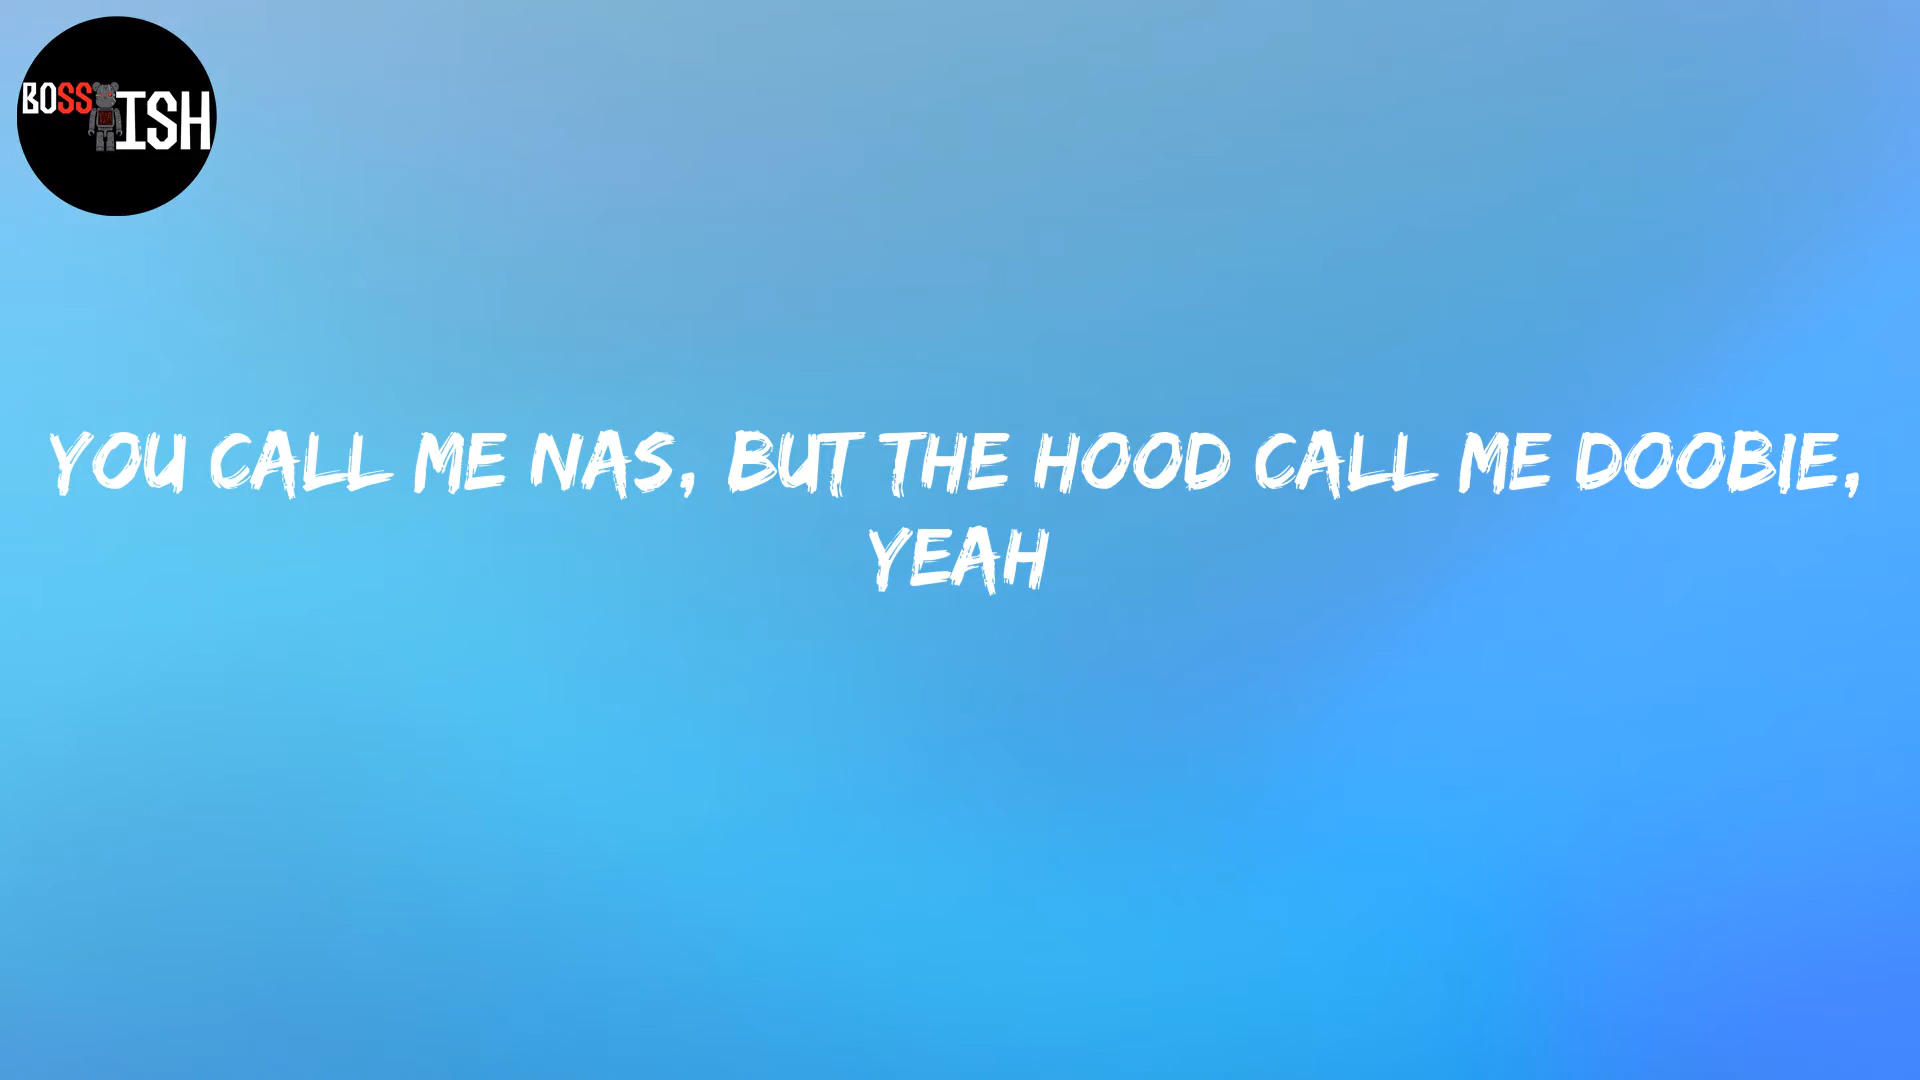 BOSS ISH
YOU CALL ME NAS, BUT THE HOOD CALL ME DOOBIE,
YEAH